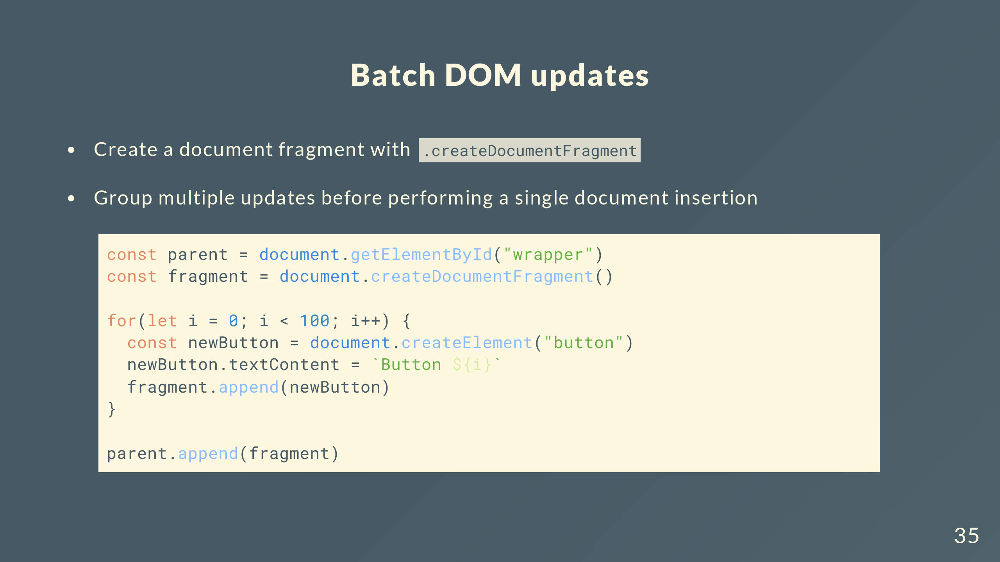 Batch DOM updates
• Create a document fragment with .createDocumentFragment
• Group multiple updates before performing a single document insertion
const parent = document.getElementById("wrapper")
const fragment = document.createDocumentFragment()
for(let i = 0; i < 100; i++) {
  const newButton = document.createElement("button")
  newButton.textContent = `Button ${i}`
  fragment.append(newButton)
}
parent.append(fragment)
35